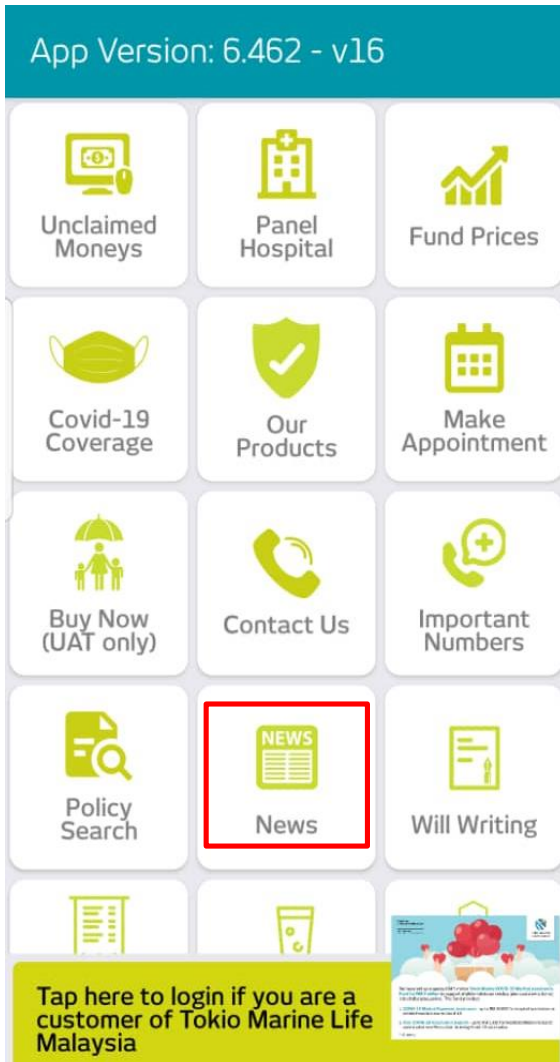 App Version: 6.462 - v16
Unclaimed
Moneys
Panel
Hospital
Fund Prices
Covid-19
Coverage
Our
Products
Make
Appointment
Buy Now
(UAT only)
Contact Us
Important
Numbers
Policy
Search
NEWS
News
Will Writing
Tap here to login if you are a
customer of Tokio Marine Life
Malaysia